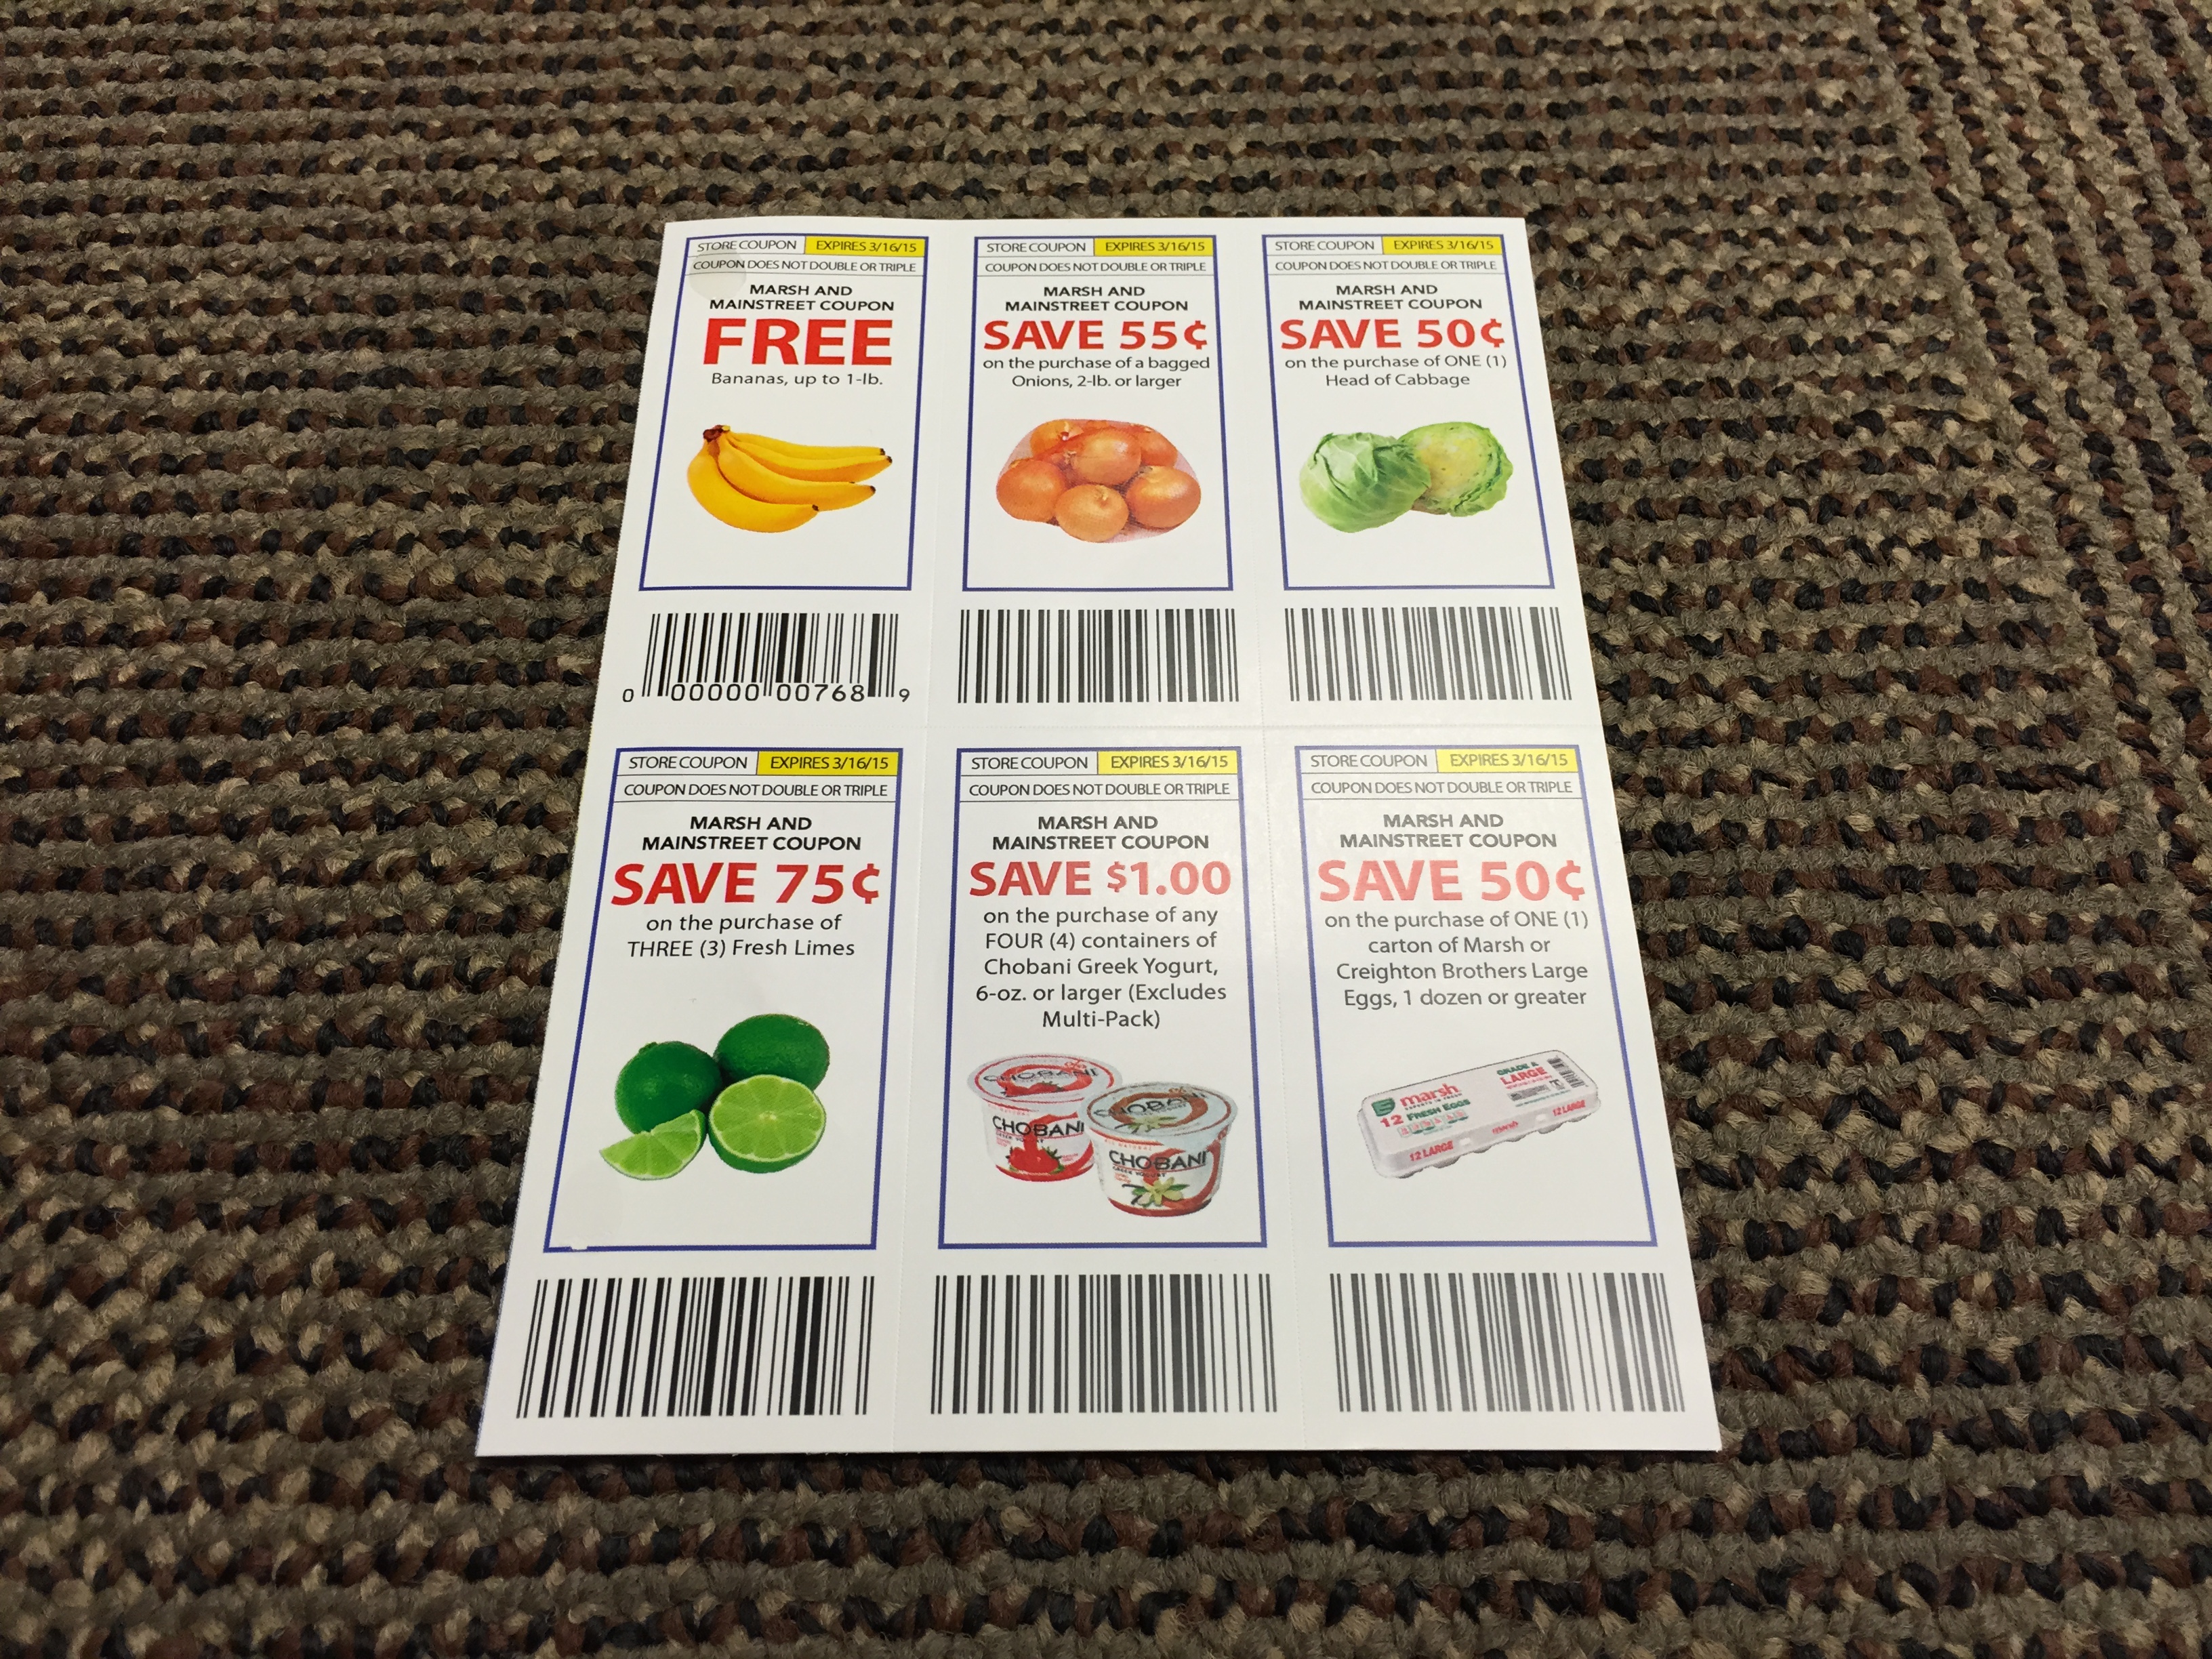 STORE COUPON EXPIRES 3/16/15
COUPON DOES NOT DOUBLE OR TRIPLE
MARSH AND
MAINSTREET COUPON
FREE
Bananas, up to 1-lb.
0 00000 00768 9
STORE COUPON EXPIRES 3/16/15
COUPON DOES NOT DOUBLE OR TRIPLE
MARSH AND
MAINSTREET COUPON
SAVE 55¢
on the purchase of a bagged
Onions, 2-lb. or larger
STORE COUPON EXPIRES 3/16/15
COUPON DOES NOT DOUBLE OR TRIPLE
MARSH AND
MAINSTREET COUPON
SAVE 50¢
on the purchase of ONE (1)
Head of Cabbage
STORE COUPON EXPIRES 3/16/15
COUPON DOES NOT DOUBLE OR TRIPLE
MARSH AND
MAINSTREET COUPON
SAVE 75¢
on the purchase of
THREE (3) Fresh Limes
STORE COUPON EXPIRES 3/16/15
COUPON DOES NOT DOUBLE OR TRIPLE
MARSH AND
MAINSTREET COUPON
SAVE $1.00
on the purchase of any
FOUR (4) containers of
Chobani Greek Yogurt,
6-oz. or larger (Excludes
Multi-Pack)
CHOBANI
CHOBANI
CHOBANI
GREEK YOGURT
CHOBANI
GREEK YOGURT
STORE COUPON EXPIRES 3/16/15
COUPON DOES NOT DOUBLE OR TRIPLE
MARSH AND
MAINSTREET COUPON
SAVE 50¢
on the purchase of ONE (1)
carton of Marsh or
Creighton Brothers Large
Eggs, 1 dozen or greater
marsh
12 FRESH EGGS
GRADE A
LARGE
12 LARGE
marsh
12 LARGE